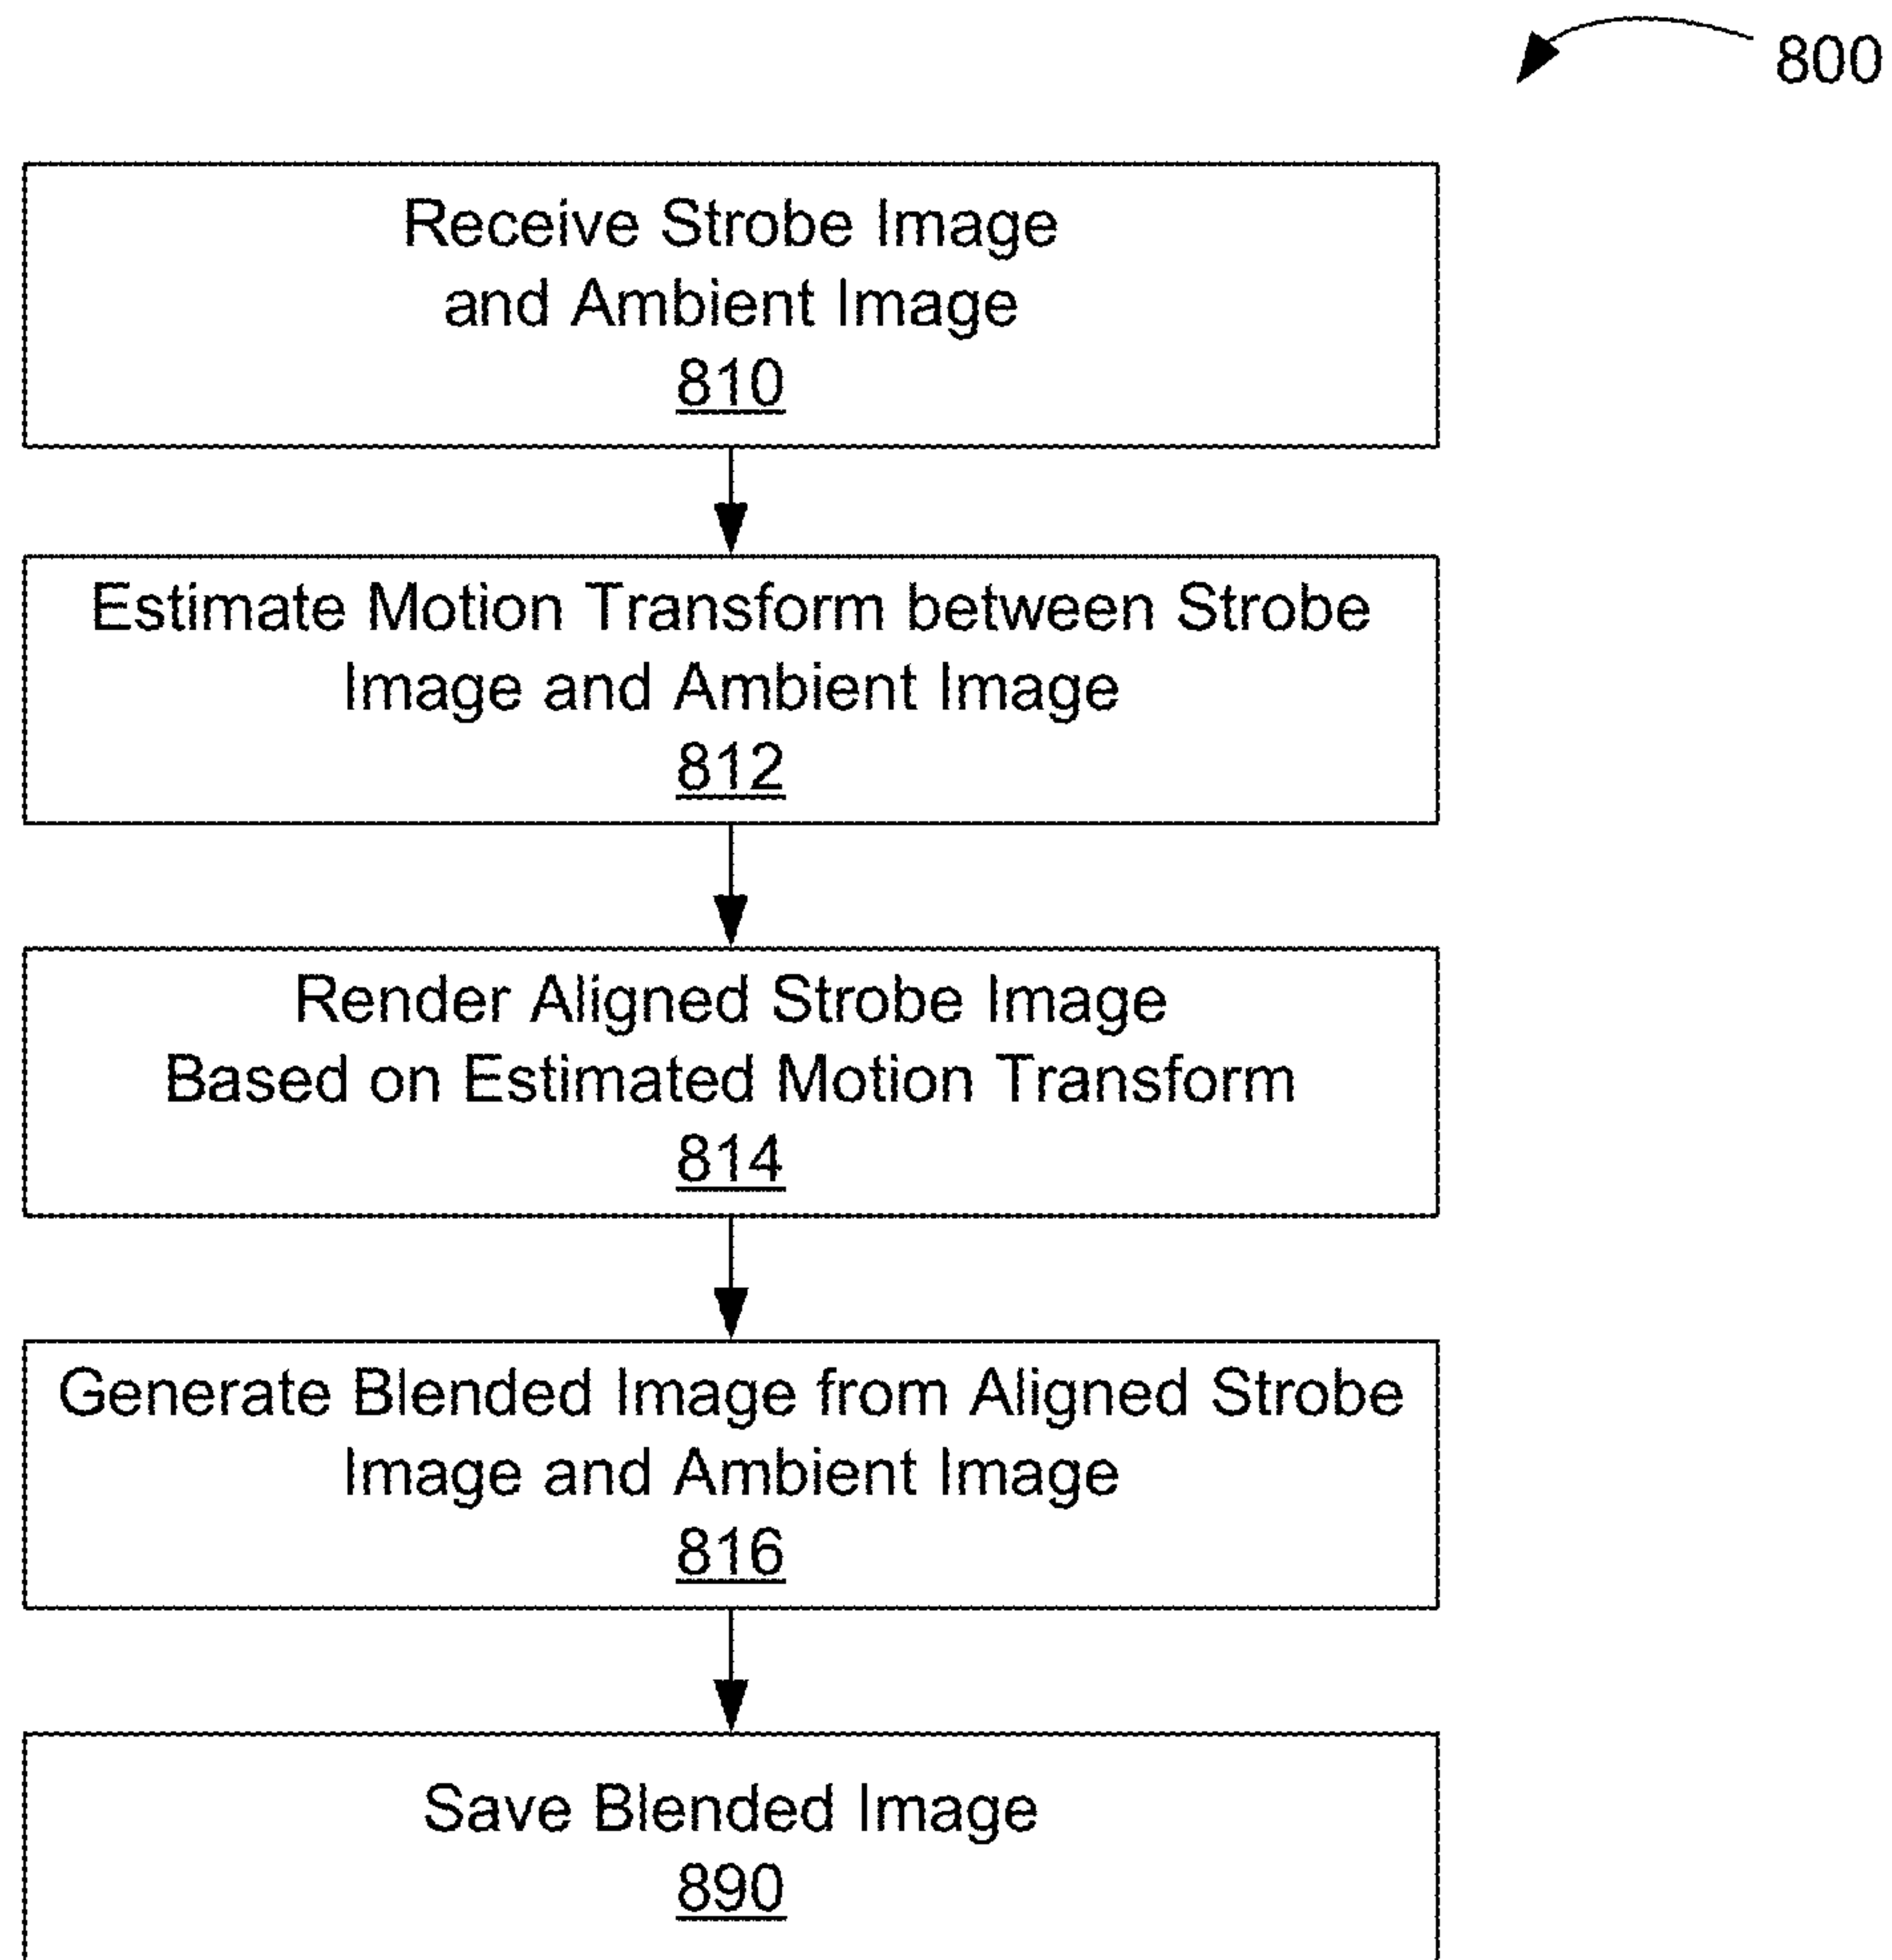 800
Receive Strobe Image
and Ambient Image
810
Estimate Motion Transform between Strobe
Image and Ambient Image
812
Render Aligned Strobe Image
Based on Estimated Motion Transform
814
Generate Blended Image from Aligned Strobe
Image and Ambient Image
816
Save Blended Image
890